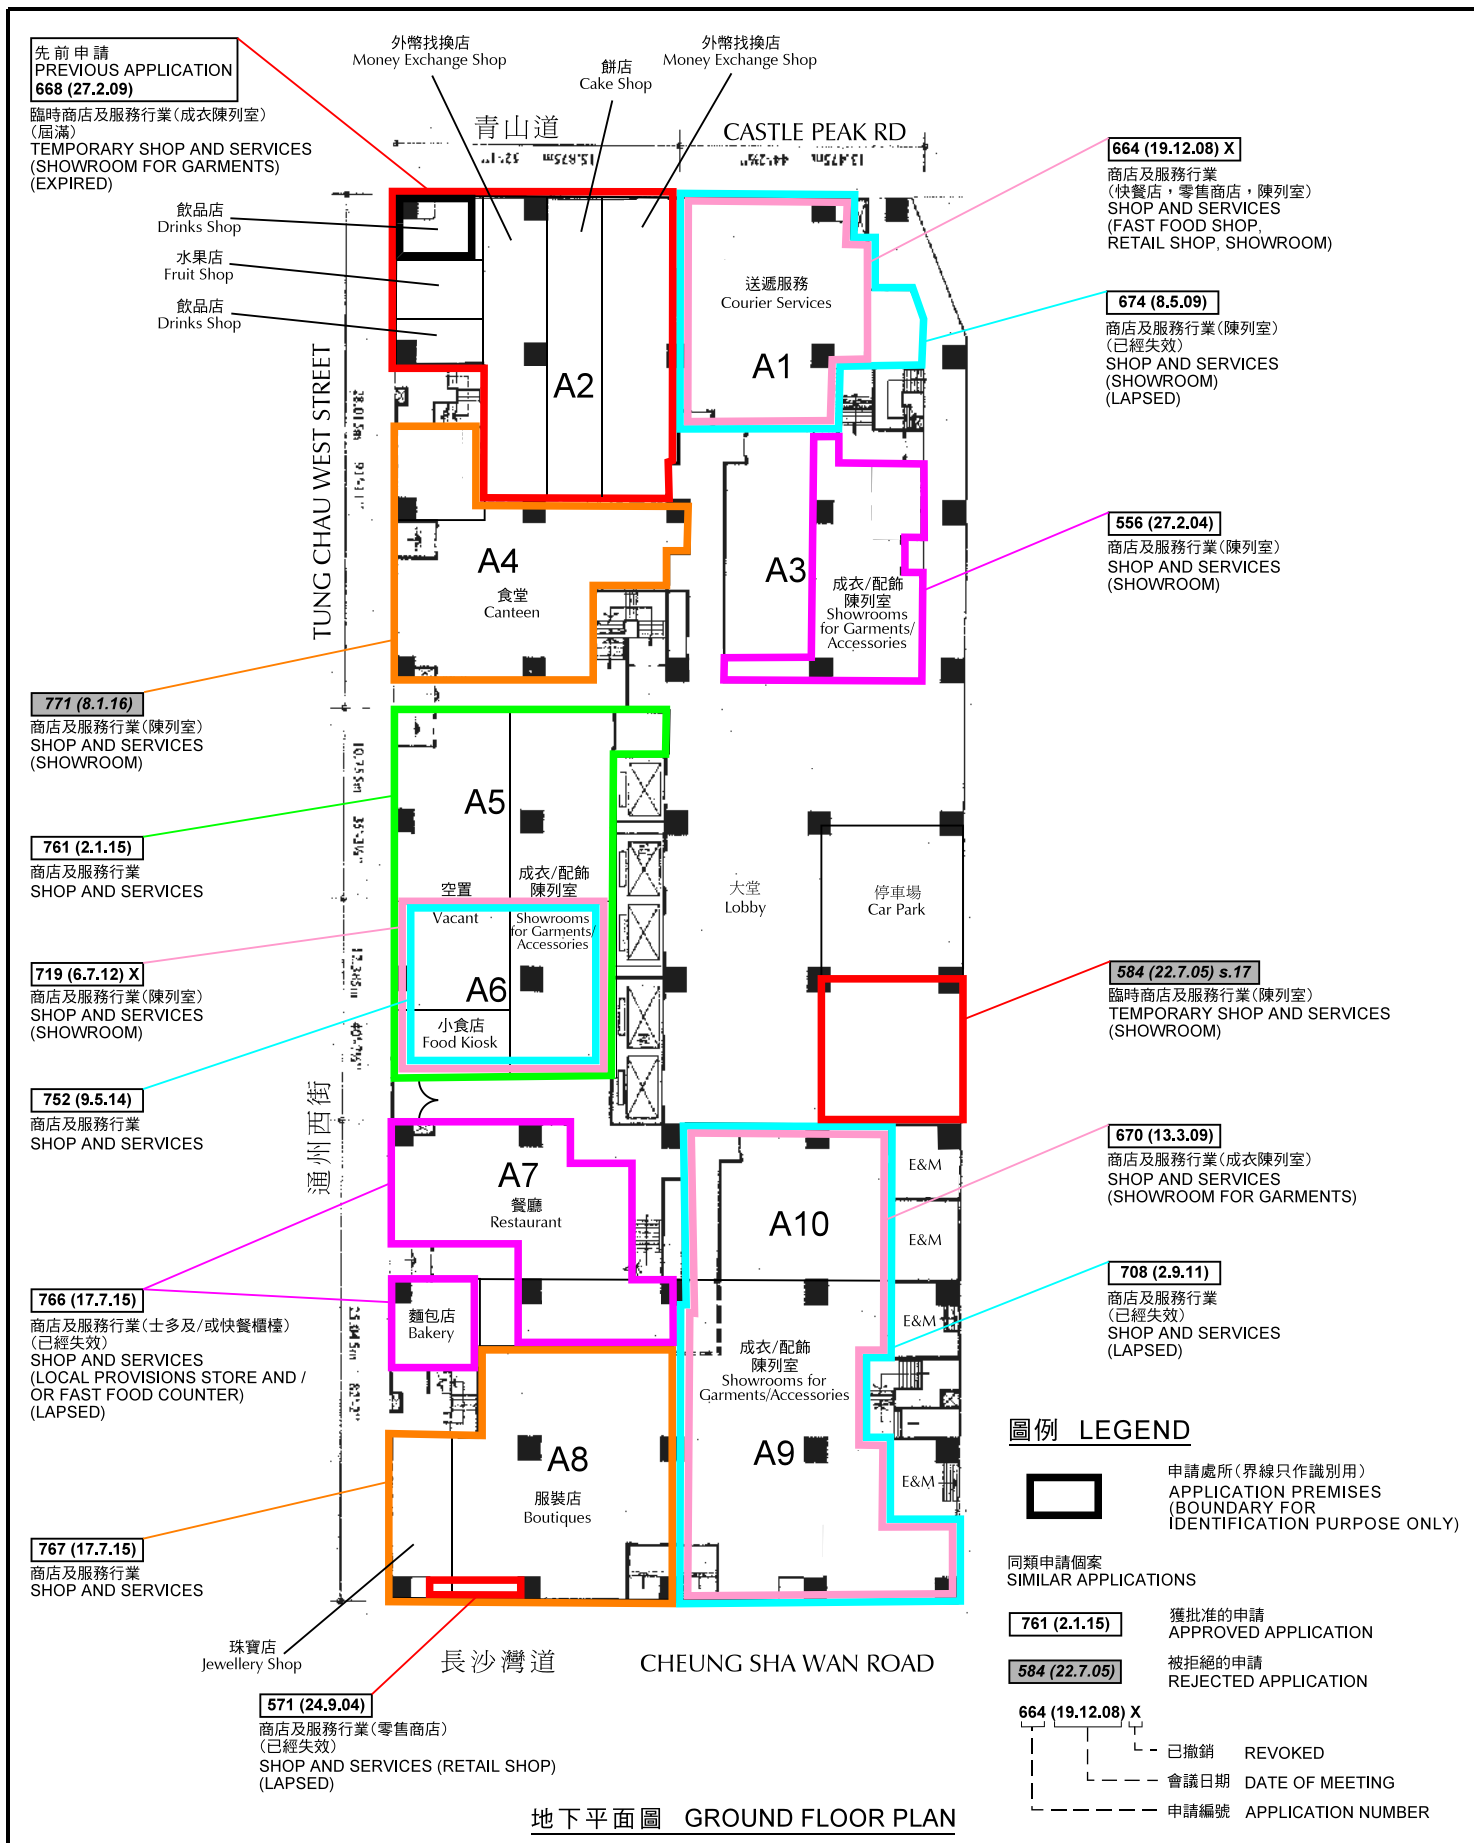 先前申請
PREVIOUS APPLICATION
668 (27.2.09)
臨時商店及服務行業(成衣陳列室)
(屆滿)
TEMPORARY SHOP AND SERVICES
(SHOWROOM FOR GARMENTS)
(EXPIRED)
外幣找換店
Money Exchange Shop
餅店
Cake Shop
外幣找換店
Money Exchange Shop
青山道
CASTLE PEAK RD
飲品店
Drinks Shop
水果店
Fruit Shop
飲品店
Drinks Shop
664 (19.12.08) X
商店及服務行業
(快餐店，零售商店，陳列室)
SHOP AND SERVICES
(FAST FOOD SHOP,
RETAIL SHOP, SHOWROOM)
送遞服務
Courier Services
674 (8.5.09)
商店及服務行業(陳列室)
(已經失效)
SHOP AND SERVICES
(SHOWROOM)
(LAPSED)
A1
A2
TUNG CHAU WEST STREET
556 (27.2.04)
商店及服務行業(陳列室)
SHOP AND SERVICES
(SHOWROOM)
A3
成衣/配飾
陳列室
Showrooms
for Garments/
Accessories
A4
食堂
Canteen
771 (8.1.16)
商店及服務行業(陳列室)
SHOP AND SERVICES
(SHOWROOM)
A5
761 (2.1.15)
商店及服務行業
SHOP AND SERVICES
空置
Vacant
成衣/配飾
陳列室
Showrooms
for Garments/
Accessories
大堂
Lobby
停車場
Car Park
719 (6.7.12) X
商店及服務行業(陳列室)
SHOP AND SERVICES
(SHOWROOM)
A6
小食店
Food Kiosk
584 (22.7.05) s.17
臨時商店及服務行業(陳列室)
TEMPORARY SHOP AND SERVICES
(SHOWROOM)
752 (9.5.14)
商店及服務行業
SHOP AND SERVICES
通州西街
A7
餐廳
Restaurant
670 (13.3.09)
商店及服務行業(成衣陳列室)
SHOP AND SERVICES
(SHOWROOM FOR GARMENTS)
A10
E&M
E&M
E&M
E&M
766 (17.7.15)
商店及服務行業(士多及/或快餐櫃檯)
(已經失效)
SHOP AND SERVICES
(LOCAL PROVISIONS STORE AND /
OR FAST FOOD COUNTER)
(LAPSED)
麵包店
Bakery
708 (2.9.11)
商店及服務行業
(已經失效)
SHOP AND SERVICES
(LAPSED)
成衣/配飾
陳列室
Showrooms for
Garments/Accessories
A9
A8
服裝店
Boutiques
767 (17.7.15)
商店及服務行業
SHOP AND SERVICES
珠寶店
Jewellery Shop
長沙灣道
CHEUNG SHA WAN ROAD
571 (24.9.04)
商店及服務行業(零售商店)
(已經失效)
SHOP AND SERVICES (RETAIL SHOP)
(LAPSED)
圖例 LEGEND
申請處所(界線只作識別用)
APPLICATION PREMISES
(BOUNDARY FOR
IDENTIFICATION PURPOSE ONLY)
同類申請個案
SIMILAR APPLICATIONS
761 (2.1.15)
獲批准的申請
APPROVED APPLICATION
584 (22.7.05)
被拒絕的申請
REJECTED APPLICATION
664 (19.12.08) X
已撤銷 REVOKED
會議日期 DATE OF MEETING
申請編號 APPLICATION NUMBER
地下平面圖 GROUND FLOOR PLAN